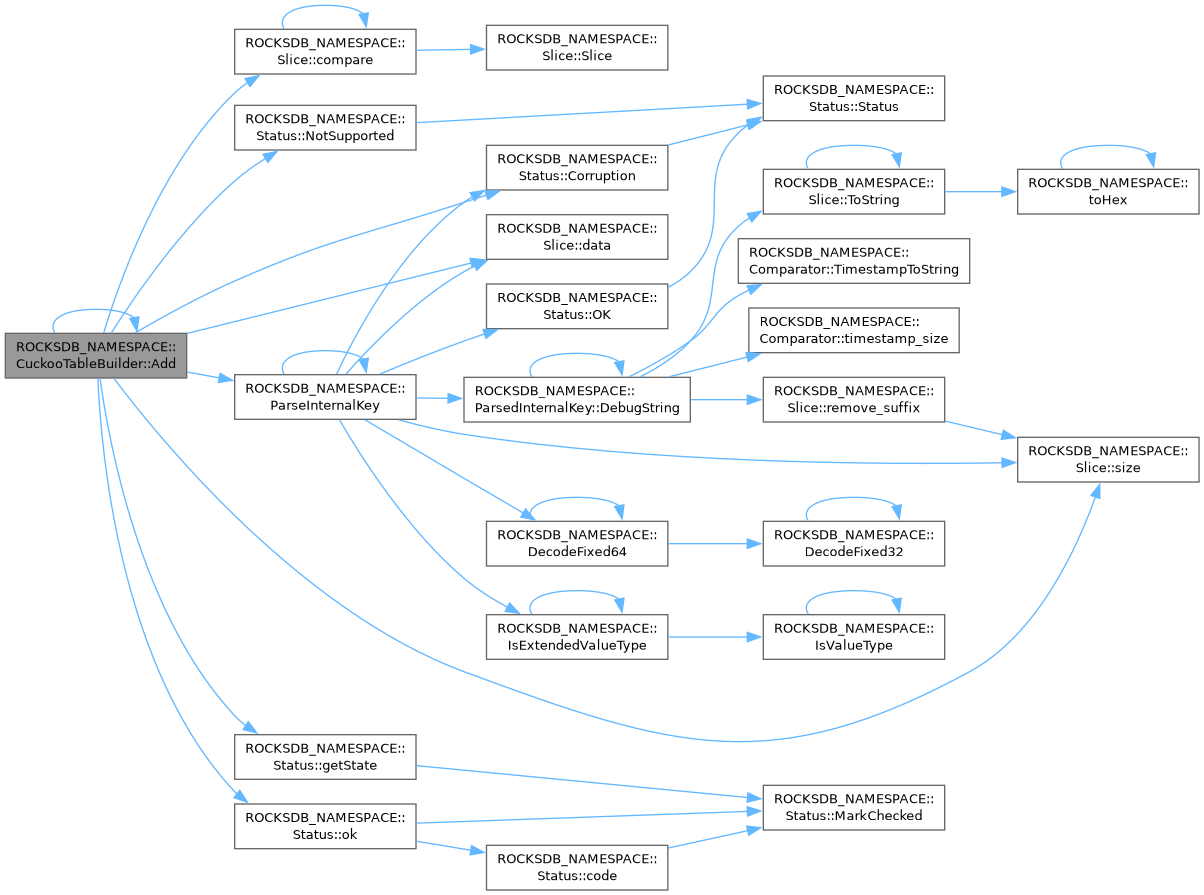 ROCKSDB_NAMESPACE::
CuckooTableBuilder::Add
ROCKSDB_NAMESPACE::
Slice::compare
ROCKSDB_NAMESPACE::
Status::NotSupported
ROCKSDB_NAMESPACE::
ParseInternalKey
ROCKSDB_NAMESPACE::
Status::getState
ROCKSDB_NAMESPACE::
Status::ok
ROCKSDB_NAMESPACE::
Slice::Slice
ROCKSDB_NAMESPACE::
Status::Corruption
ROCKSDB_NAMESPACE::
Slice::data
ROCKSDB_NAMESPACE::
Status::OK
ROCKSDB_NAMESPACE::
ParsedInternalKey::DebugString
ROCKSDB_NAMESPACE::
DecodeFixed64
ROCKSDB_NAMESPACE::
IsExtendedValueType
ROCKSDB_NAMESPACE::
Status::code
ROCKSDB_NAMESPACE::
Status::Status
ROCKSDB_NAMESPACE::
Slice::ToString
ROCKSDB_NAMESPACE::
Comparator::TimestampToString
ROCKSDB_NAMESPACE::
Comparator::timestamp_size
ROCKSDB_NAMESPACE::
Slice::remove_suffix
ROCKSDB_NAMESPACE::
DecodeFixed32
ROCKSDB_NAMESPACE::
IsValueType
ROCKSDB_NAMESPACE::
Status::MarkChecked
ROCKSDB_NAMESPACE::
toHex
ROCKSDB_NAMESPACE::
Slice::size